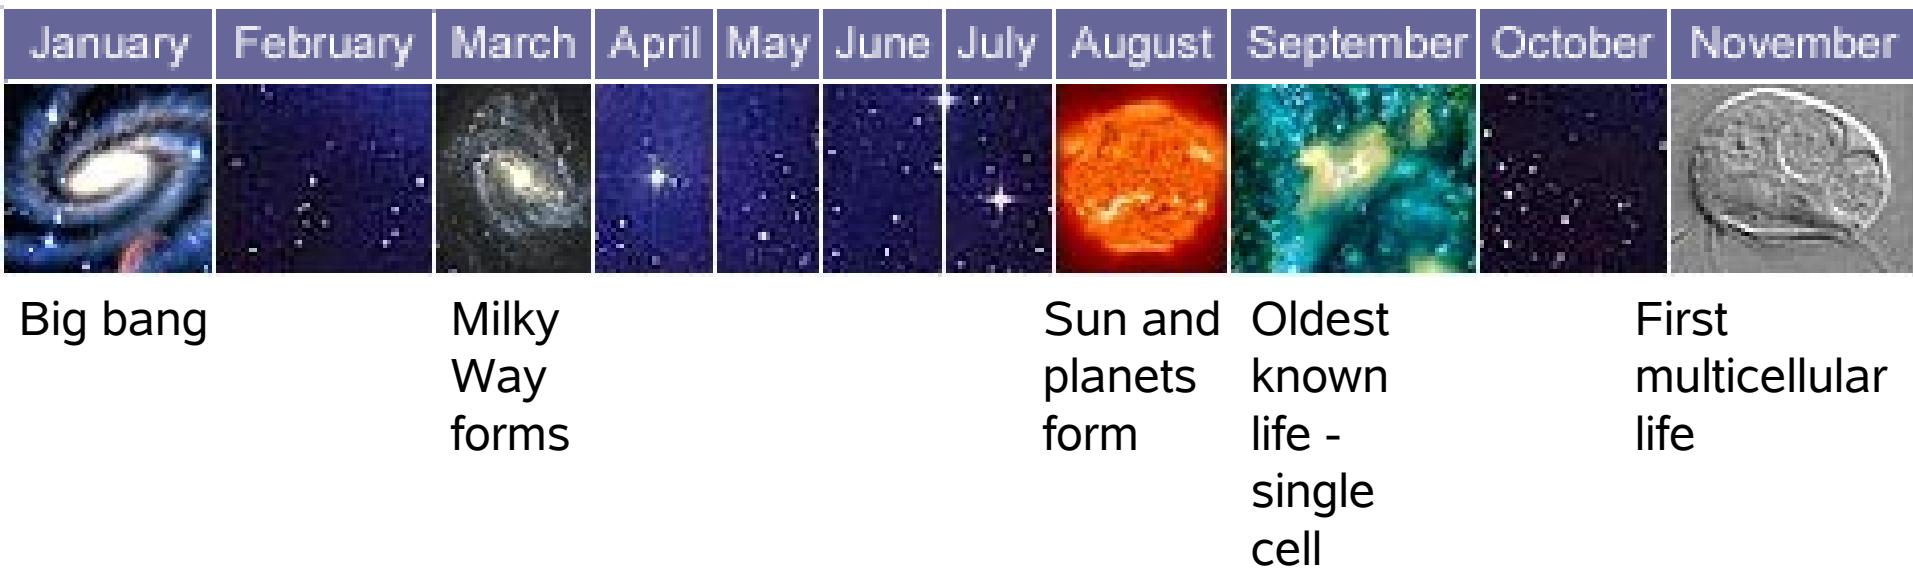 January February March April May June July August September October November
Big bang
Milky
Way
forms
Sun and
planets
form
Oldest
known
life -
single
cell
First
multicellular
life